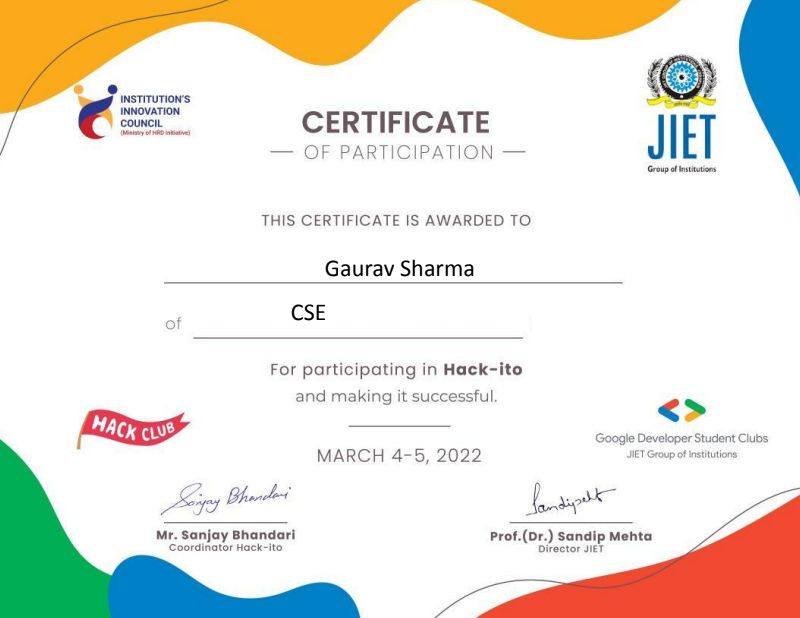 INSTITUTION'S
INNOVATION
COUNCIL
(Ministry of HRD Initiative)
JIET
Group of Institutions
CERTIFICATE
OF PARTICIPATION
THIS CERTIFICATE IS AWARDED TO
Gaurav Sharma
of CSE
For participating in Hack-ito
and making it successful.
HACK CLUB
Google Developer Student Clubs
JIET Group of Institutions
MARCH 4-5, 2022
Sanjay Bhandari
Mr. Sanjay Bhandari
Coordinator Hack-ito
Prof.(Dr.) Sandip Mehta
Director JIET